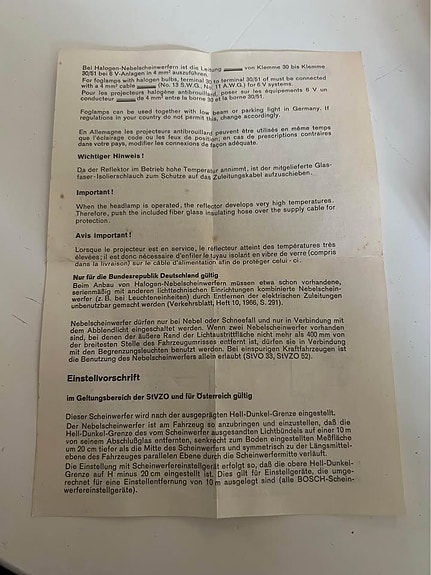 Bei Halogen-Nebelscheinwerfern ist die Leitung von Klemme 30 bis Klemme
30/51 bei 6 V-Anlagen in 4 mm² auszuführen.
For foglamps with halogen bulbs, terminal 30 to terminal 30/51 of must be connected
with a 4 mm² cable (No. 13 S.W.G., No. 11 A.W.G.) for 6 V systems.
Pour les projecteurs halogène antibrouillard, poser sur les équipements 6 V un
conducteur de 4 mm² entre la borne 30 et la borne 30/51.
Foglamps can be used together with low beam or parking light in Germany. If
regulations in your country do not permit this, change accordingly.
En Allemagne les projecteurs antibrouillard peuvent être utilisés en même temps
que l'éclairage code ou les feux de position; en cas de prescriptions contraires
dans votre pays, modifier les connexions de façon adéquate.
Wichtiger Hinweis!
Da der Reflektor im Betrieb hohe Temperatur annimmt, ist der mitgelieferte Glas-
faser-Isolierschlauch zum Schutze auf das Zuleitungskabel aufzuschieben.
Important!
When the headlamp is operated, the reflector develops very high temperatures.
Therefore, push the included fiber glass insulating hose over the supply cable for
protection.
Avis important!
Lorsque le projecteur est en service, le réflecteur atteint des températures très
élevées; il est donc nécessaire d'enfiler le tuyau isolant en vibre de verre (compris
dans la livraison) sur le câble d'alimentation afin de protéger celui-ci.
Nur für die Bundesrepublik Deutschland gültig
Beim Anbau von Halogen-Nebelscheinwerfern müssen etwa schon vorhandene,
serienmäßig mit anderen lichttechnischen Einrichtungen kombinierte Nebelschein-
werfer (z. B. bei Leuchteneinheiten) durch Entfernen der elektrischen Zuleitungen
unbenutzbar gemacht werden (Verkehrsblatt, Heft 10, 1966, S. 291).
Nebelscheinwerfer dürfen nur bei Nebel oder Schneefall und nur in Verbindung mit
dem Abblendlicht eingeschaltet werden. Wenn zwei Nebelscheinwerfer vorhanden
sind, bei denen der äußere Rand der Lichtaustrittfläche nicht mehr als 400 mm von
der breitesten Stelle des Fahrzeugumrisses entfernt ist, dürfen sie in Verbindung
mit den Begrenzungsleuchten benutzt werden. Bei einspurigen Kraftfahrzeugen ist
die Benutzung des Nebelscheinwerfers allein erlaubt (StVO 33, StVZO 52).
Einstellvorschrift
im Geltungsbereich der StVZO und für Österreich gültig
Dieser Scheinwerfer wird nach der ausgeprägten Hell-Dunkel-Grenze eingestellt.
Der Nebelscheinwerfer ist am Fahrzeug so anzubringen und einzustellen, daß die
Hell-Dunkel-Grenze des vom Scheinwerfer ausgesandten Lichtbündels auf einer 10 m
von seinem Abschlußglas entfernten, senkrecht zum Boden eingestellten Meßfläche
um 20 cm tiefer als die Mitte des Scheinwerfers und symmetrisch zu der Längsmittel-
ebene des Fahrzeuges parallelen Ebene durch die Scheinwerfermitte verläuft.
Die Einstellung mit Scheinwerfereinstellgerät erfolgt so, daß die obere Hell-Dunkel-
Grenze auf H minus 20 cm eingestellt ist. Dies gilt für Einstellgeräte, die umge-
rechnet für eine Einstellentfernung von 10 m ausgelegt sind (alle BOSCH-Schein-
werfereinstellgeräte).